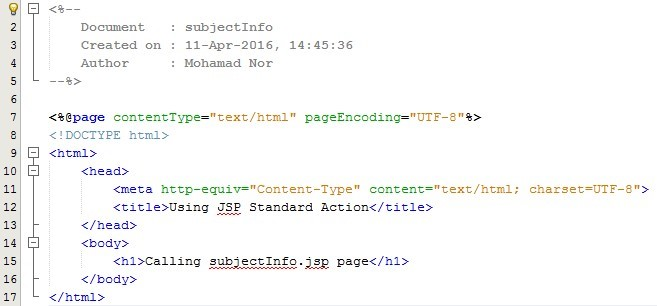 <%--
2 Document : subjectInfo
3 Created on : 11-Apr-2016, 14:45:36
4 Author : Mohamad Nor
5 --%>
6
7 <%@page contentType="text/html" pageEncoding="UTF-8"%>
8 <!DOCTYPE html>
9 <html>
10 <head>
11 <meta http-equiv="Content-Type" content="text/html; charset=UTF-8">
12 <title>Using JSP Standard Action</title>
13 </head>
14 <body>
15 <h1>Calling subjectInfo.jsp page</h1>
16 </body>
17 </html>